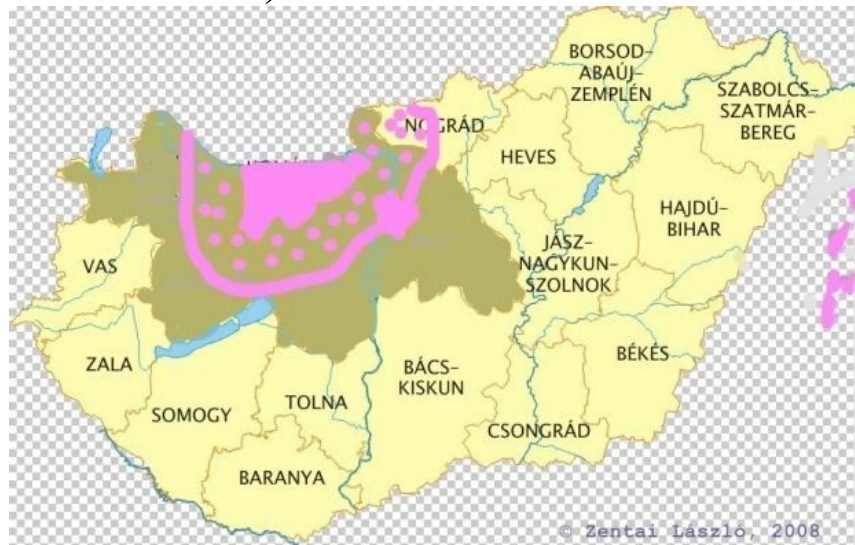 BORSOD-
ABAÚJ-
ZEMPLÉN
SZABOLCS-
SZATMÁR-
BEREG
NÓGRÁD
HEVES
HAJDÚ-
BIHAR
VAS
JÁSZ-
NAGYKUN-
SZOLNOK
ZALA
BÁCS-
KISKUN
BÉKÉS
TOLNA
SOMOGY
CSONGRÁD
BARANYA
© Zentai László, 2008